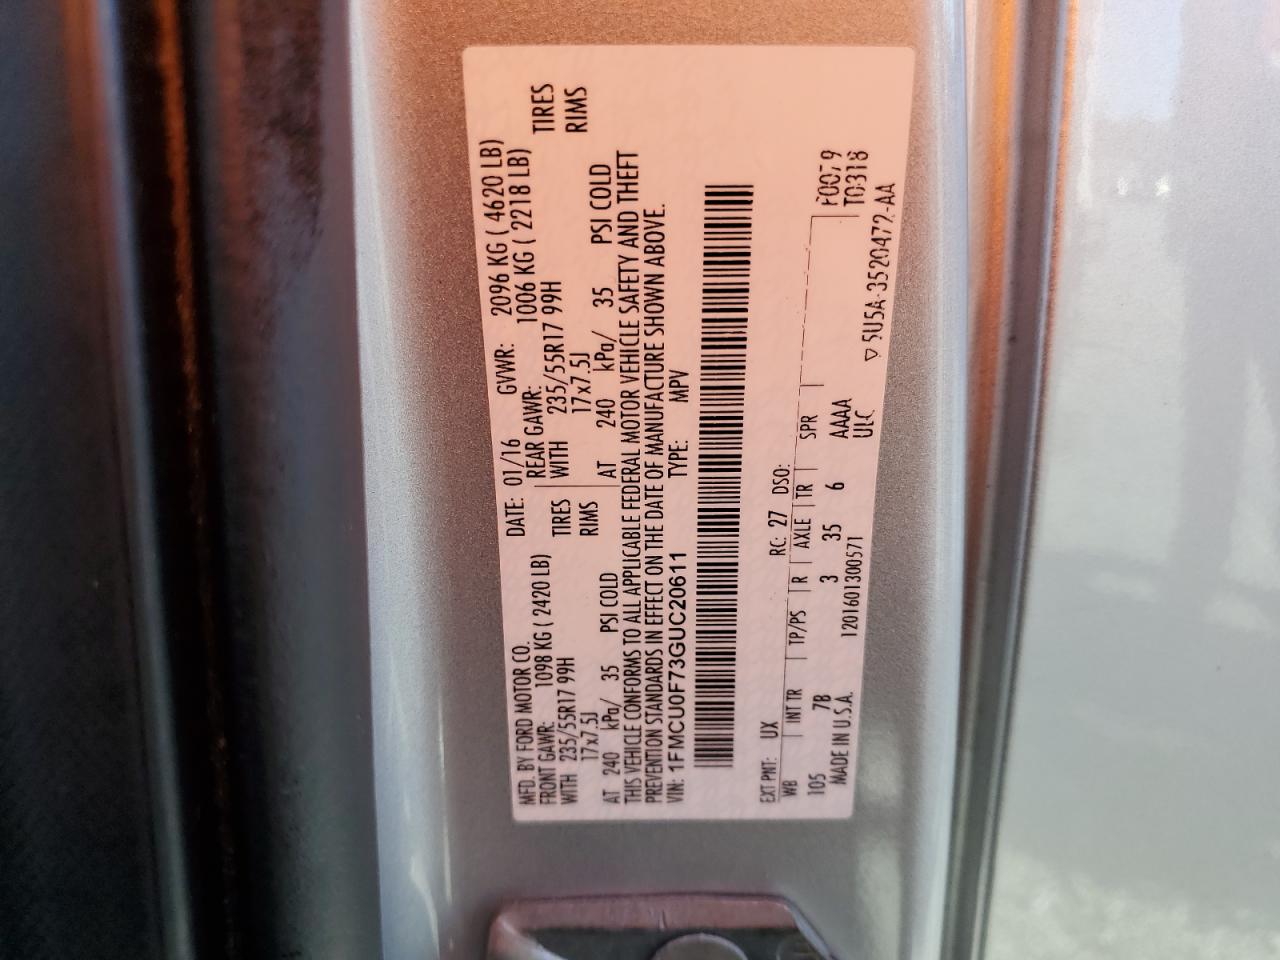 MFD. BY FORD MOTOR CO. DATE: 01/16 GVWR: 2096 KG ( 4620 LB)
FRONT GAWR: 1098 KG ( 2420 LB) REAR GAWR: 1006 KG ( 2218 LB)
WITH 235/55R17 99H TIRES WITH 235/55R17 99H TIRES
17x7.5J RIMS 17x7.5J RIMS
AT 240 kPa/ 35 PSI COLD AT 240 kPa/ 35 PSI COLD
THIS VEHICLE CONFORMS TO ALL APPLICABLE FEDERAL MOTOR VEHICLE SAFETY AND THEFT
PREVENTION STANDARDS IN EFFECT ON THE DATE OF MANUFACTURE SHOWN ABOVE.
VIN: 1FMCU0F73GUC20611 TYPE: MPV
EXT PNT: UX RC: 27 DSO:
WB INT TR TP/PS R AXLE TR SPR F0079
105 7B 3 35 6 AAAA T0318
MADE IN U.S.A. 1201601300571 ULC
▽ 5U5A-3520472-AA